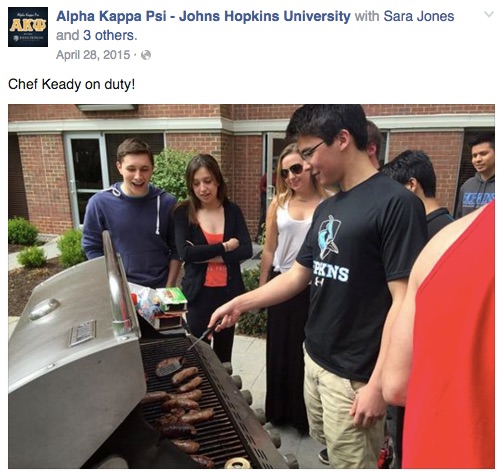 Alpha Kappa Psi - Johns Hopkins University with Sara Jones
and 3 others.
April 28, 2015 ·
Chef Keady on duty!
ΑΚΨ
HOPKINS